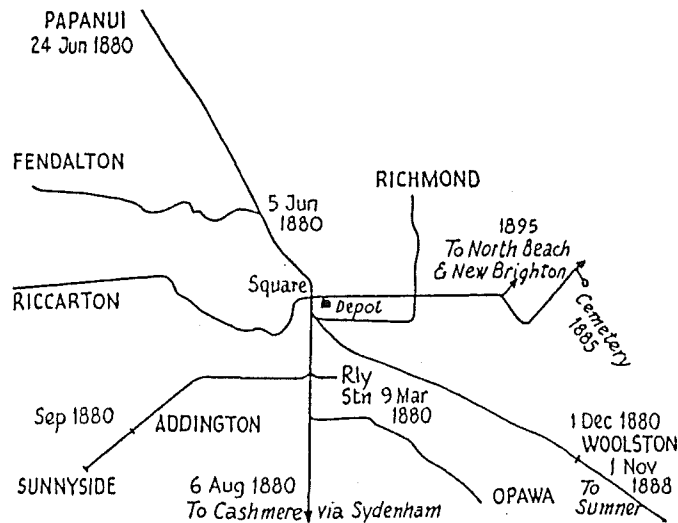 PAPANUI
24 Jun 1880
FENDALTON
5 Jun
1880
RICHMOND
1895
To North Beach
& New Brighton
Square
Depot
RICCARTON
Cemetery
1885
Rly
Stn 9 Mar
1880
Sep 1880
ADDINGTON
SUNNYSIDE
1 Dec 1880
WOOLSTON
1 Nov
1888
To
Sumner
6 Aug 1880
To Cashmere via Sydenham
OPAWA